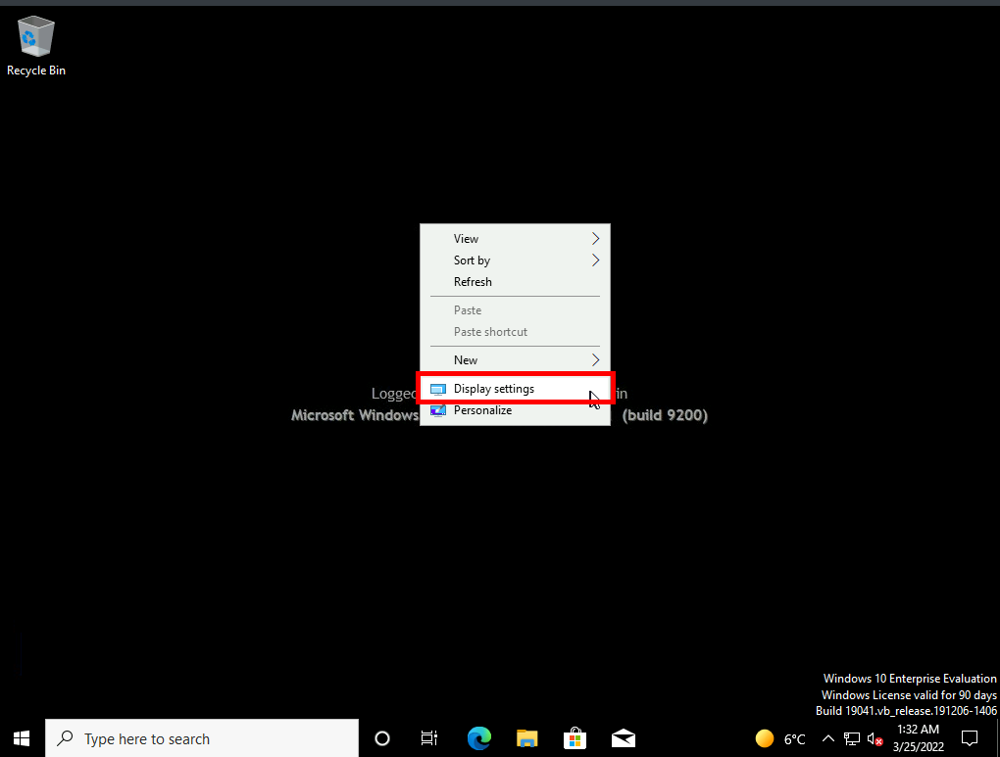 Recycle Bin
View
Sort by
Refresh
Paste
Paste shortcut
New
Display settings
Personalize
Logged in
Microsoft Windows (build 9200)
Windows 10 Enterprise Evaluation
Windows License valid for 90 days
Build 19041.vb_release.191206-1406
Type here to search
6°C
1:32 AM
3/25/2022